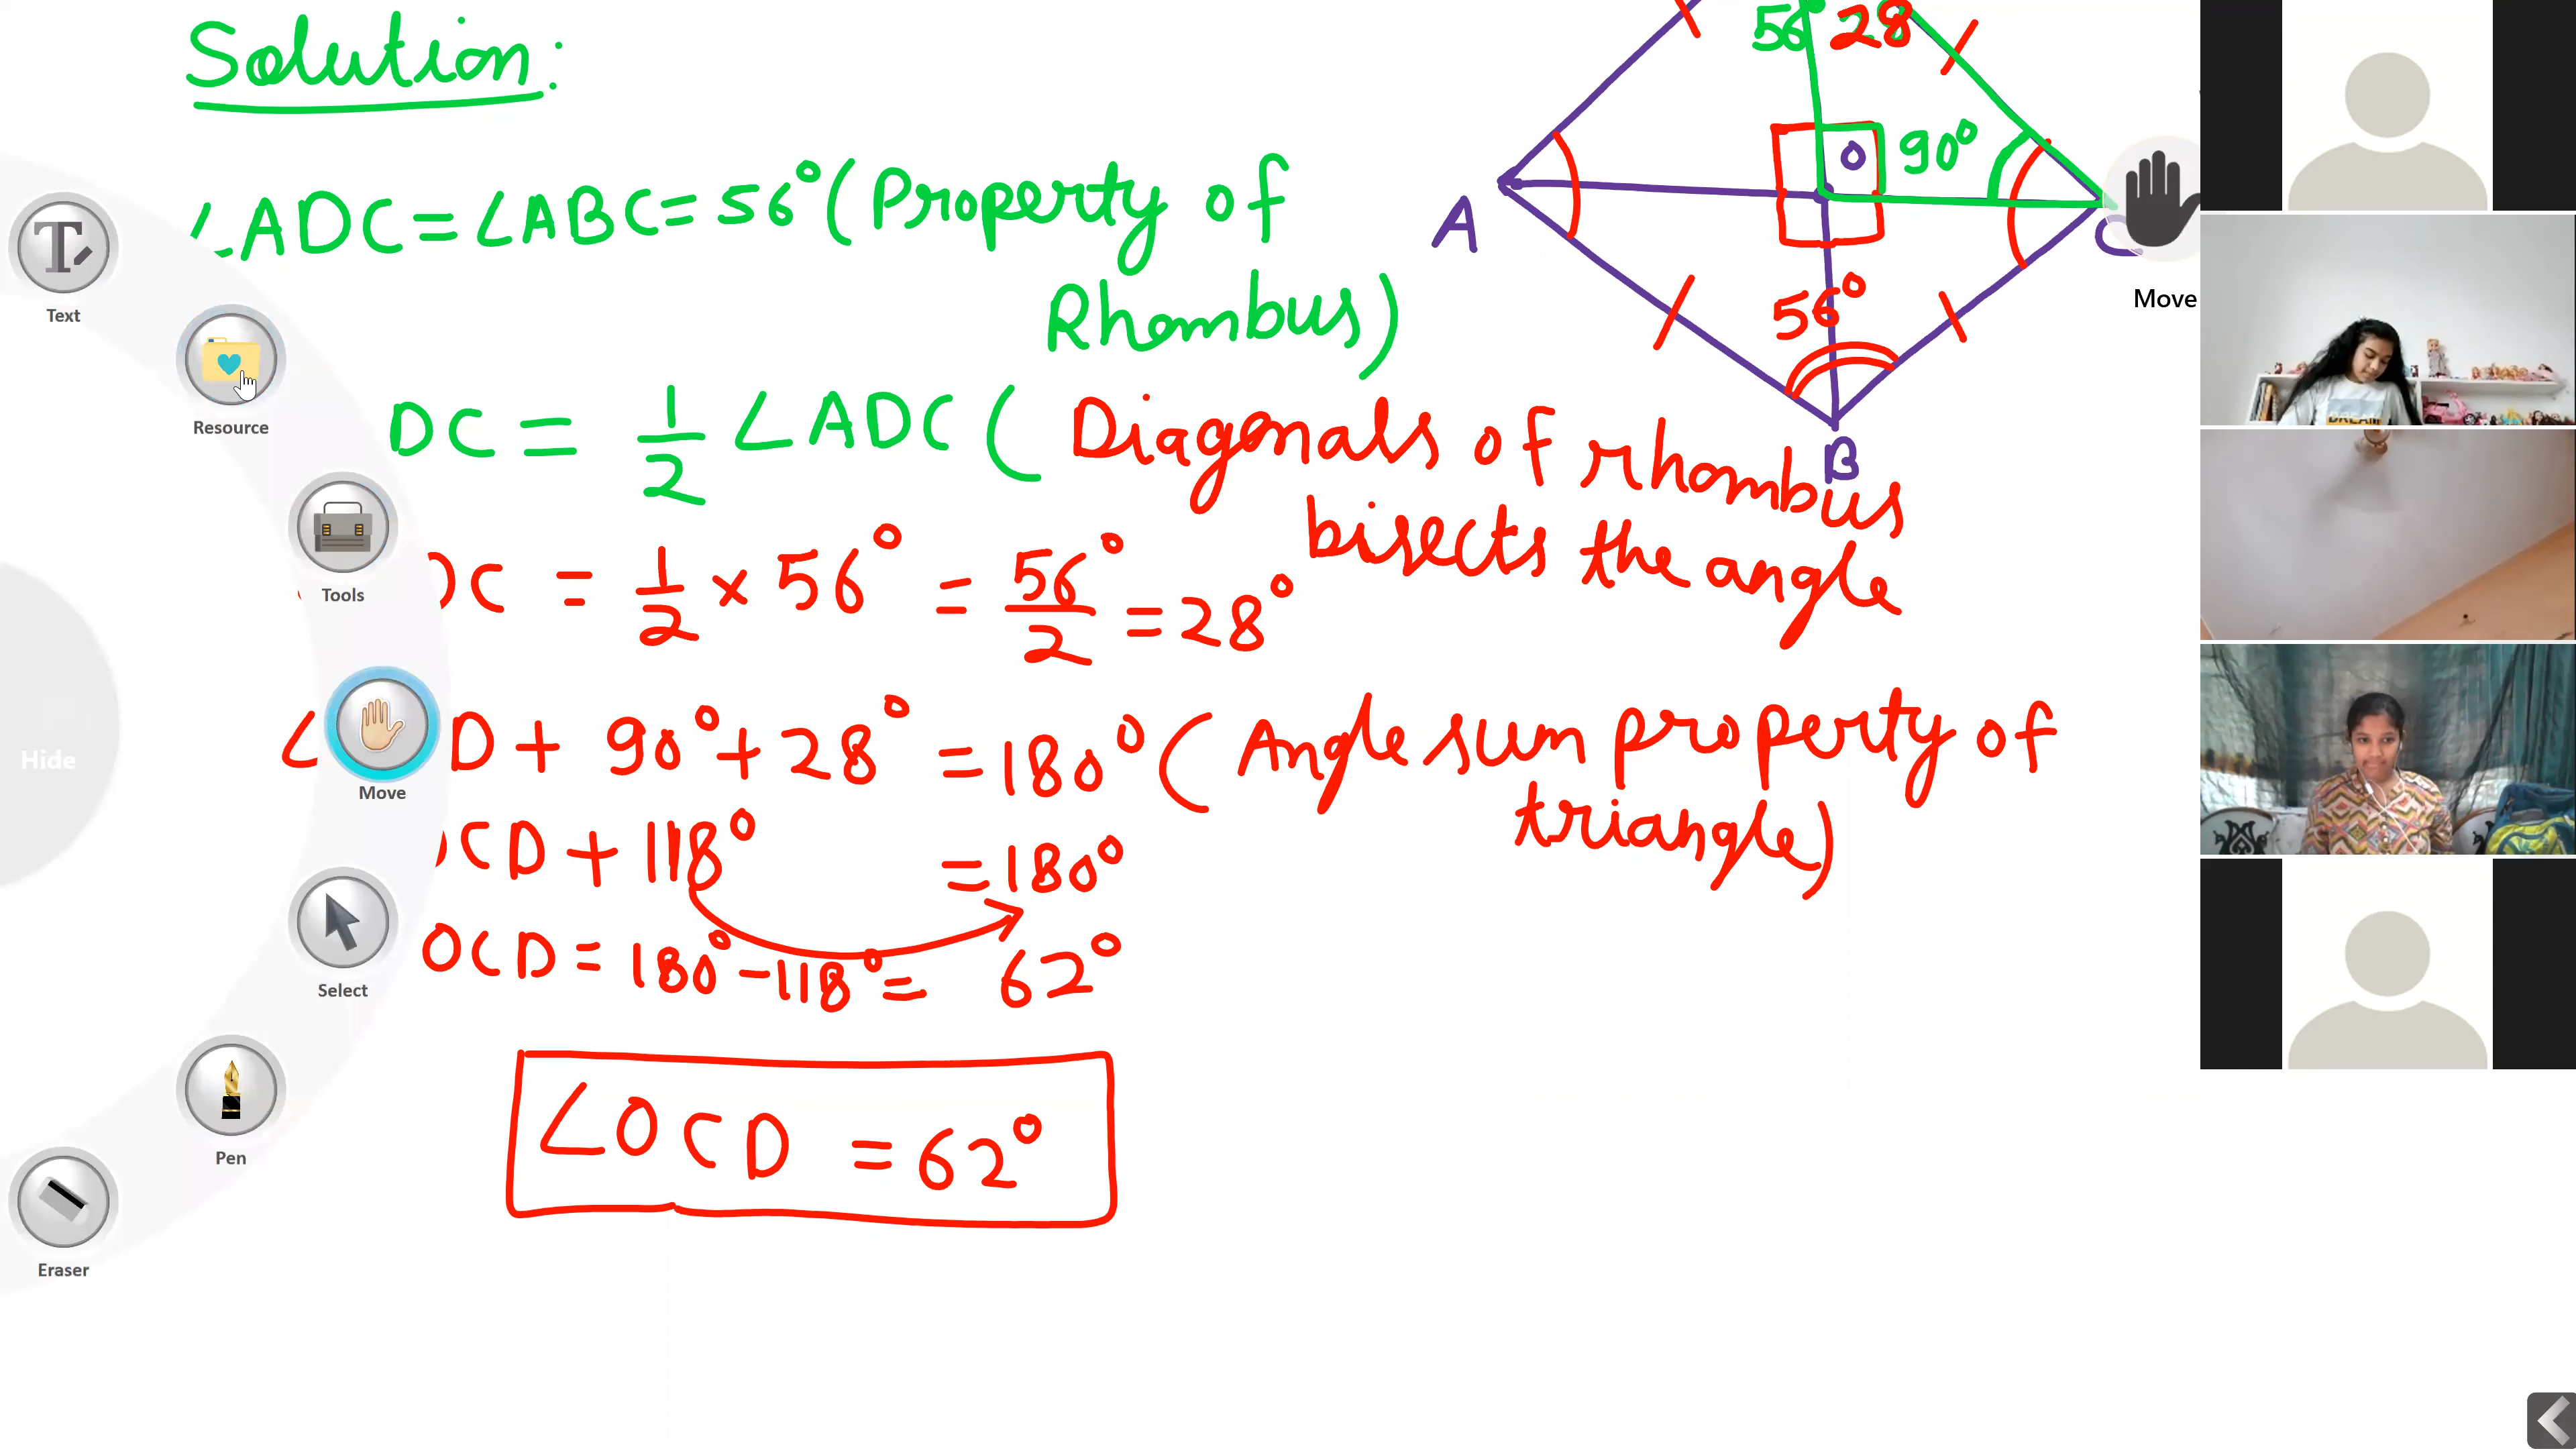 Solution:
56° 28
∠ADC = ∠ABC = 56° (Property of
Rhombus)
O 90°
A
C
Move
56°
B
DC = 1/2 ∠ADC ( Diagonals of rhombus
bisects the angle
DC = 1/2 × 56° = 56°/2 = 28°
∠ D + 90° + 28° = 180° (Angle sum property of
triangle)
CD + 118° = 180°
OCD = 180° - 118° = 62°
∠OCD = 62°
Text
Resource
Tools
Move
Hide
Select
Pen
Eraser